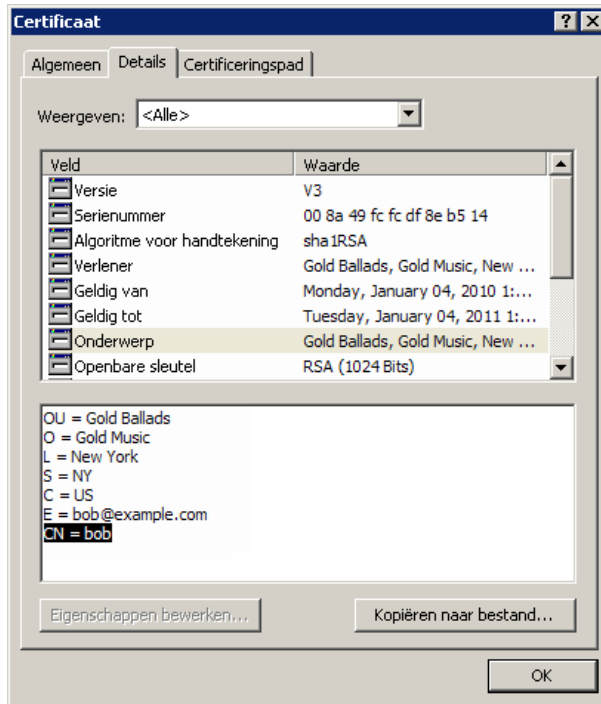 Certificaat
Algemeen Details Certificeringspad
Weergeven: <Alle>
Veld Waarde
Versie V3
Serienummer 00 8a 49 fc fc df 8e b5 14
Algoritme voor handtekening sha1RSA
Verlener Gold Ballads, Gold Music, New ...
Geldig van Monday, January 04, 2010 1:...
Geldig tot Tuesday, January 04, 2011 1:...
Onderwerp Gold Ballads, Gold Music, New ...
Openbare sleutel RSA (1024 Bits)
OU = Gold Ballads
O = Gold Music
L = New York
S = NY
C = US
E = bob@example.com
CN = bob
Eigenschappen bewerken... Kopiëren naar bestand...
OK